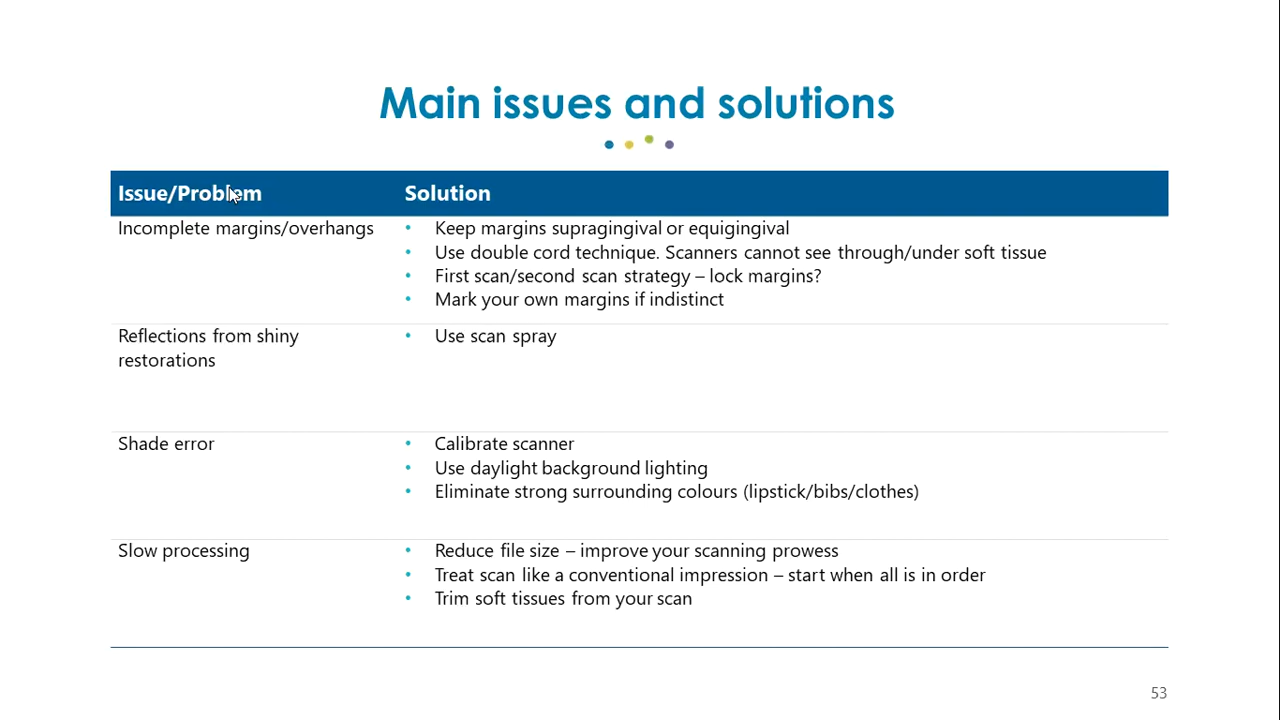 Main issues and solutions
Issue/Problem
Solution
Incomplete margins/overhangs
• Keep margins supragingival or equigingival
• Use double cord technique. Scanners cannot see through/under soft tissue
• First scan/second scan strategy – lock margins?
• Mark your own margins if indistinct
Reflections from shiny
restorations
• Use scan spray
Shade error
• Calibrate scanner
• Use daylight background lighting
• Eliminate strong surrounding colours (lipstick/bibs/clothes)
Slow processing
• Reduce file size – improve your scanning prowess
• Treat scan like a conventional impression – start when all is in order
• Trim soft tissues from your scan
53